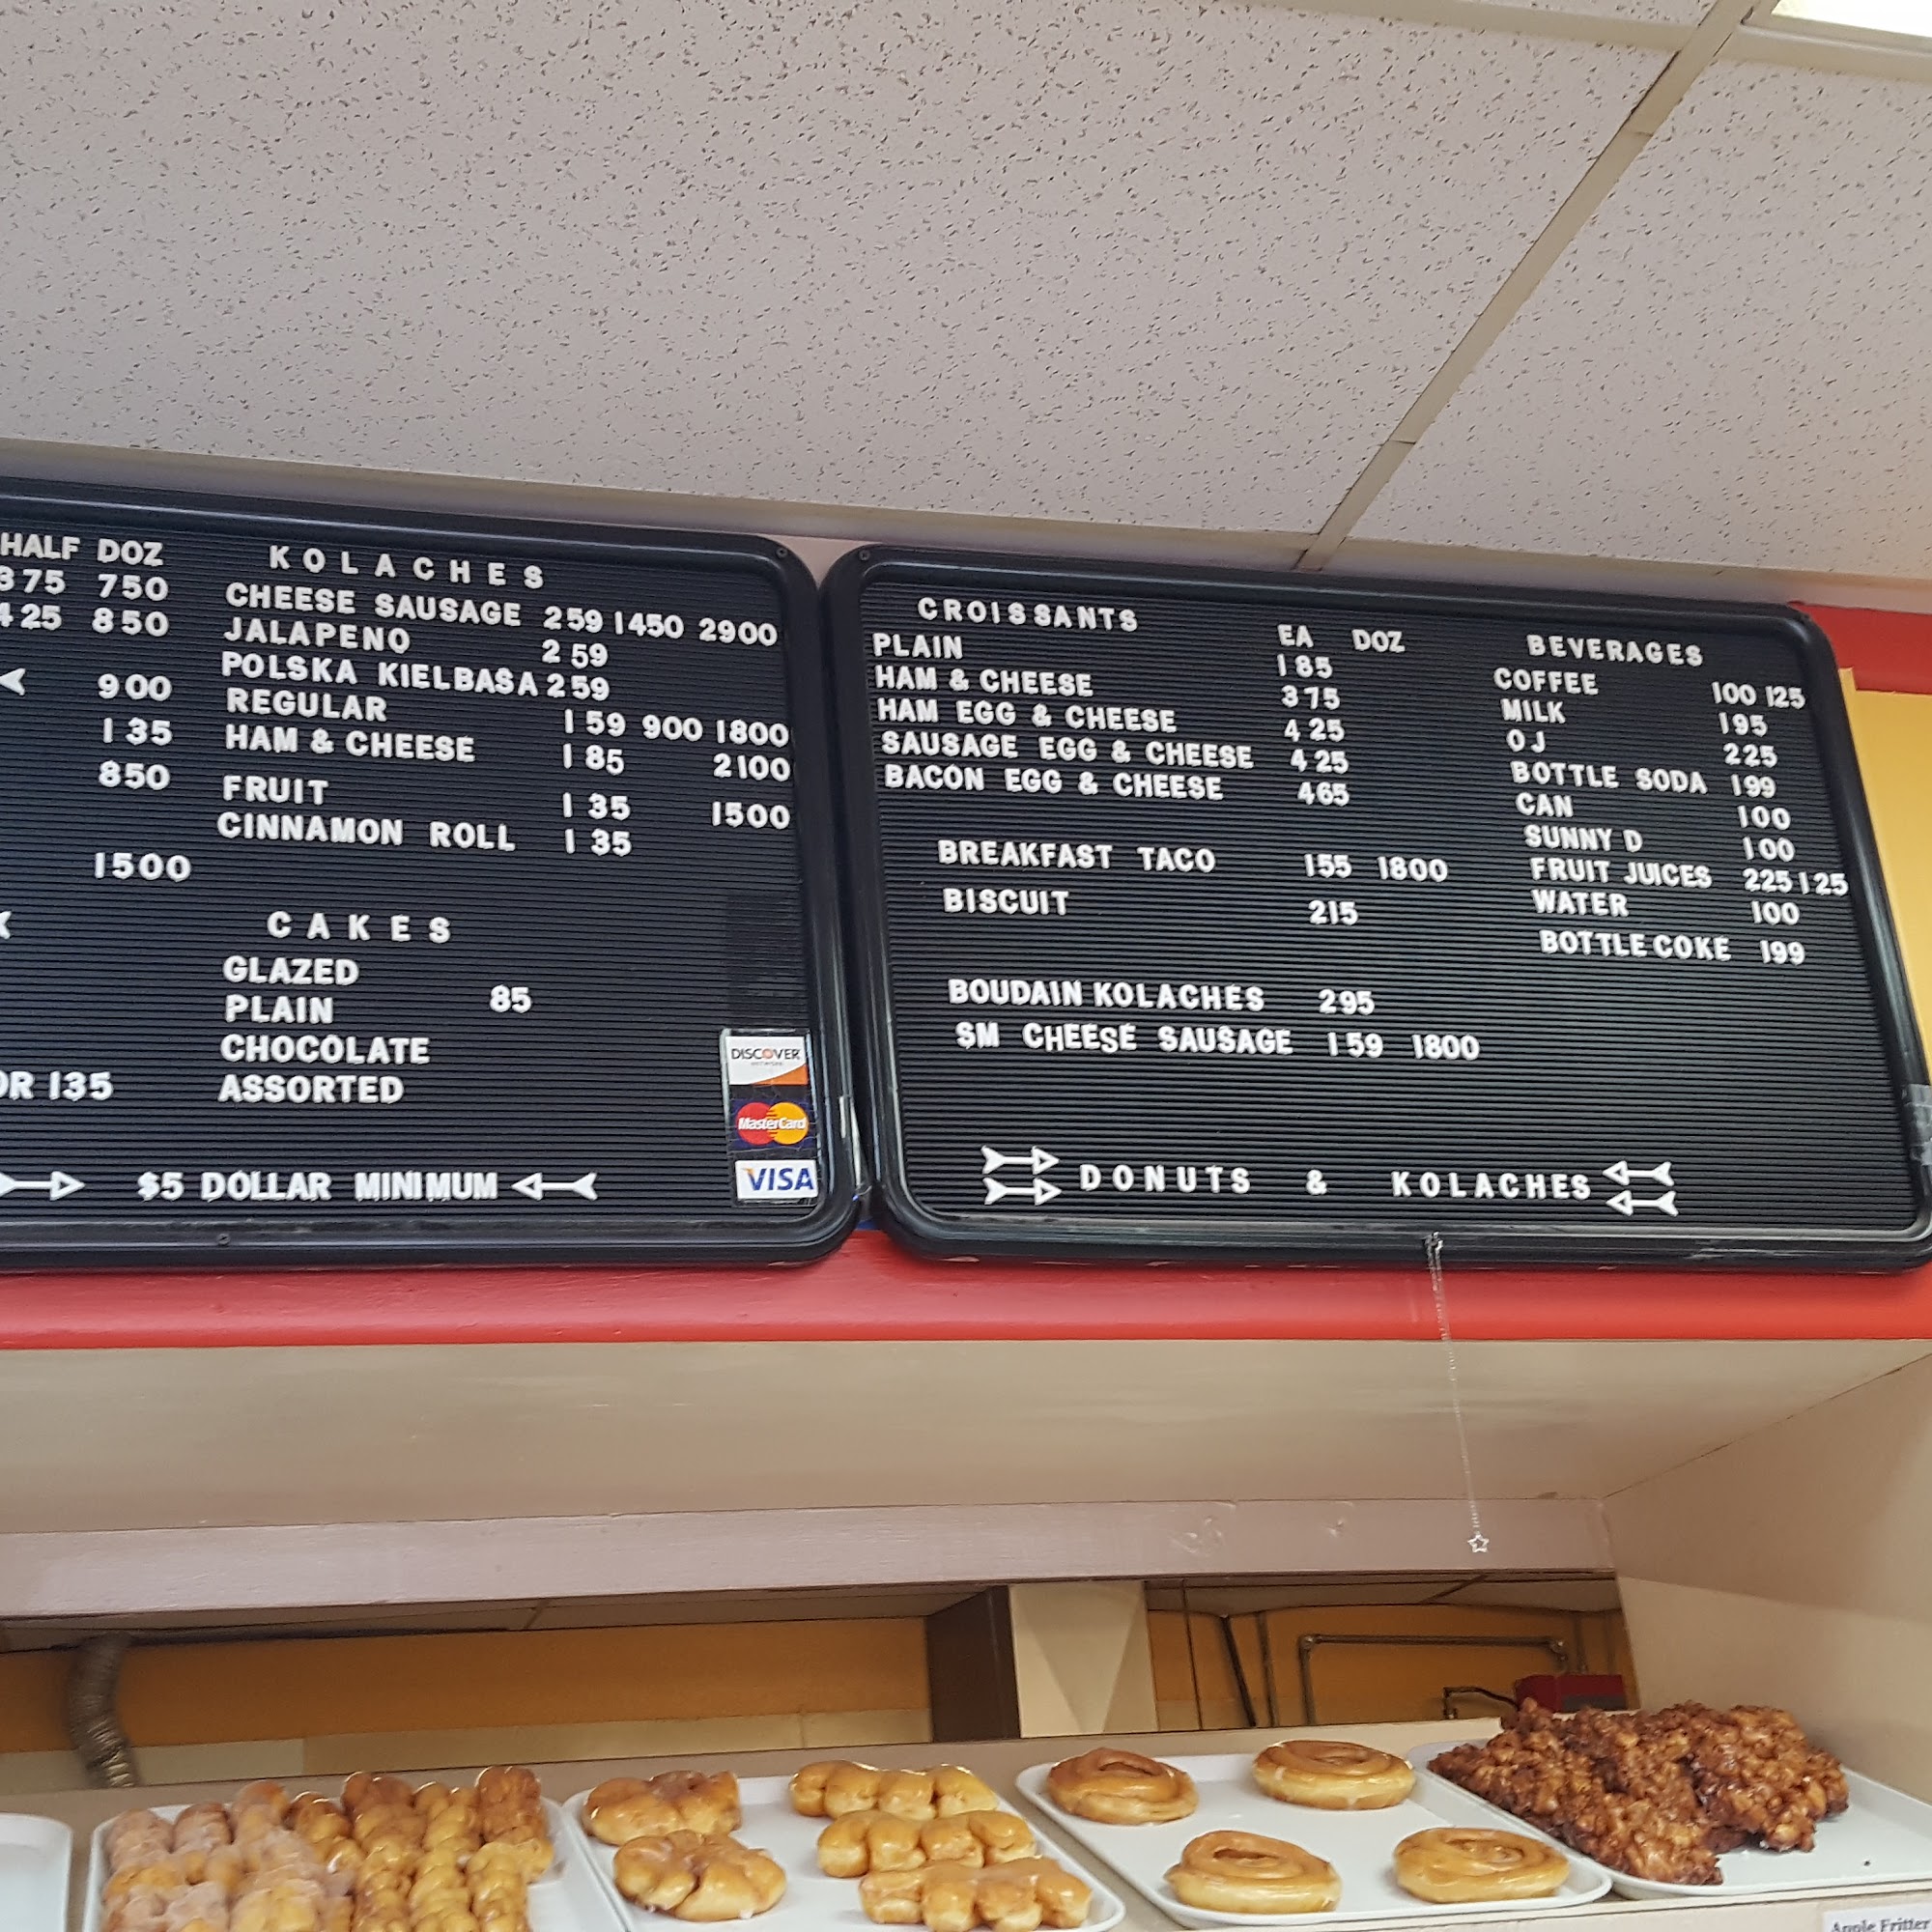 HALF DOZ
375 750
425 850
900
135
850
1500
OR 135
KOLACHES
CHEESE SAUSAGE 259 1450 2900
JALAPENO 259
POLSKA KIELBASA 259
REGULAR 159 900 1800
HAM & CHEESE 185 2100
FRUIT 135 1500
CINNAMON ROLL 135
CAKES
GLAZED
PLAIN 85
CHOCOLATE
ASSORTED
$5 DOLLAR MINIMUM
DISCOVER
MasterCard
VISA
CROISSANTS EA DOZ
PLAIN 185
HAM & CHEESE 375
HAM EGG & CHEESE 425
SAUSAGE EGG & CHEESE 425
BACON EGG & CHEESE 465
BREAKFAST TACO 155 1800
BISCUIT 215
BOUDAIN KOLACHES 295
SM CHEESE SAUSAGE 159 1800
BEVERAGES
COFFEE 100 125
MILK 195
OJ 225
BOTTLE SODA 199
CAN 100
SUNNY D 100
FRUIT JUICES 225 125
WATER 100
BOTTLE COKE 199
DONUTS & KOLACHES
Apple Fritter